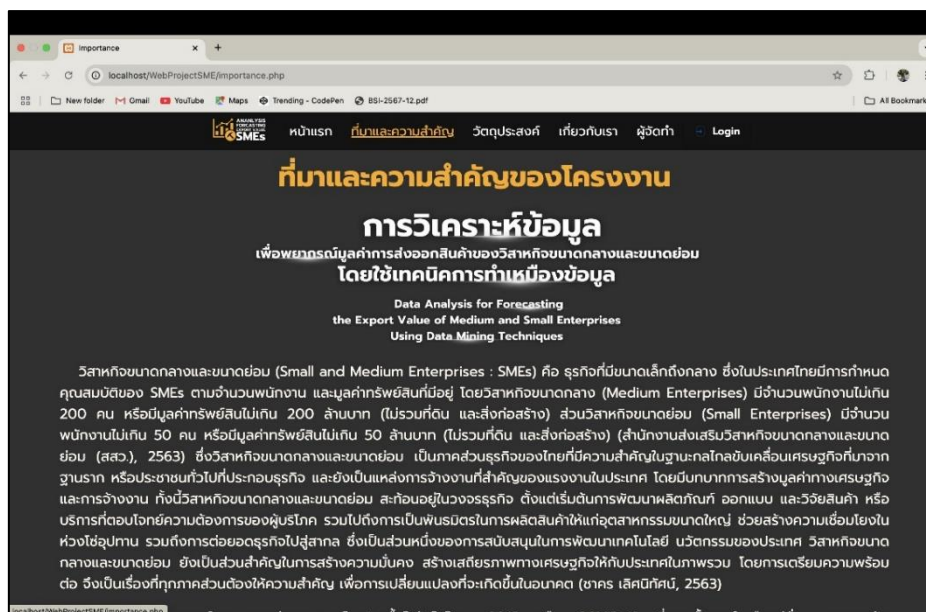 Importance
localhost/WebProjectSME/importance.php
New folder
Gmail
YouTube
Maps
Trending - CodePen
BSI-2567-12.pdf
All Bookmark
ANANLYSIS
FORECASTING
EXPORT VALUE
SMEs
หน้าแรก
ที่มาและความสำคัญ
วัตถุประสงค์
เกี่ยวกับเรา
ผู้จัดทำ
Login
ที่มาและความสำคัญของโครงงาน
การวิเคราะห์ข้อมูล
เพื่อพยากรณ์มูลค่าการส่งออกสินค้าของวิสาหกิจขนาดกลางและขนาดย่อม
โดยใช้เทคนิคการทำเหมืองข้อมูล
Data Analysis for Forecasting
the Export Value of Medium and Small Enterprises
Using Data Mining Techniques
วิสาหกิจขนาดกลางและขนาดย่อม (Small and Medium Enterprises : SMEs) คือ ธุรกิจที่มีขนาดเล็กถึงกลาง ซึ่งในประเทศไทยมีการกำหนด
คุณสมบัติของ SMEs ตามจำนวนพนักงาน และมูลค่าทรัพย์สินที่มีอยู่ โดยวิสาหกิจขนาดกลาง (Medium Enterprises) มีจำนวนพนักงานไม่เกิน
200 คน หรือมีมูลค่าทรัพย์สินไม่เกิน 200 ล้านบาท (ไม่รวมที่ดิน และสิ่งก่อสร้าง) ส่วนวิสาหกิจขนาดย่อม (Small Enterprises) มีจำนวน
พนักงานไม่เกิน 50 คน หรือมีมูลค่าทรัพย์สินไม่เกิน 50 ล้านบาท (ไม่รวมที่ดิน และสิ่งก่อสร้าง) (สำนักงานส่งเสริมวิสาหกิจขนาดกลางและขนาด
ย่อม (สสว.), 2563) ซึ่งวิสาหกิจขนาดกลางและขนาดย่อม เป็นภาคส่วนธุรกิจของไทยที่มีความสำคัญในฐานะกลไกขับเคลื่อนเศรษฐกิจที่มาจาก
ฐานราก หรือประชาชนทั่วไปที่ประกอบธุรกิจ และยังเป็นแหล่งการจ้างงานที่สำคัญของแรงงานในประเทศ โดยมีบทบาทการสร้างมูลค่าทางเศรษฐกิจ
และการจ้างงาน ทั้งนี้วิสาหกิจขนาดกลางและขนาดย่อม สะท้อนอยู่ในวงจรธุรกิจ ตั้งแต่เริ่มต้นการพัฒนาผลิตภัณฑ์ ออกแบบ และวิจัยสินค้า หรือ
บริการที่ตอบโจทย์ความต้องการของผู้บริโภค รวมไปถึงการเป็นพันธมิตรในการผลิตสินค้าให้แก่อุตสาหกรรมขนาดใหญ่ ช่วยสร้างความเชื่อมโยงใน
ห่วงโซ่อุปทาน รวมถึงการต่อยอดธุรกิจไปสู่สากล ซึ่งเป็นส่วนหนึ่งของการสนับสนุนในการพัฒนาเทคโนโลยี นวัตกรรมของประเทศ วิสาหกิจขนาด
กลางและขนาดย่อม ยังเป็นส่วนสำคัญในการสร้างความมั่นคง สร้างเสถียรภาพทางเศรษฐกิจให้กับประเทศในภาพรวม โดยการเตรียมความพร้อม
ต่อ จึงเป็นเรื่องที่ทุกภาคส่วนต้องให้ความสำคัญ เพื่อการเปลี่ยนแปลงที่จะเกิดขึ้นในอนาคต (ชาคร เลิศนิทัศน์, 2563)
localhost/WebProjectSME/importance.php